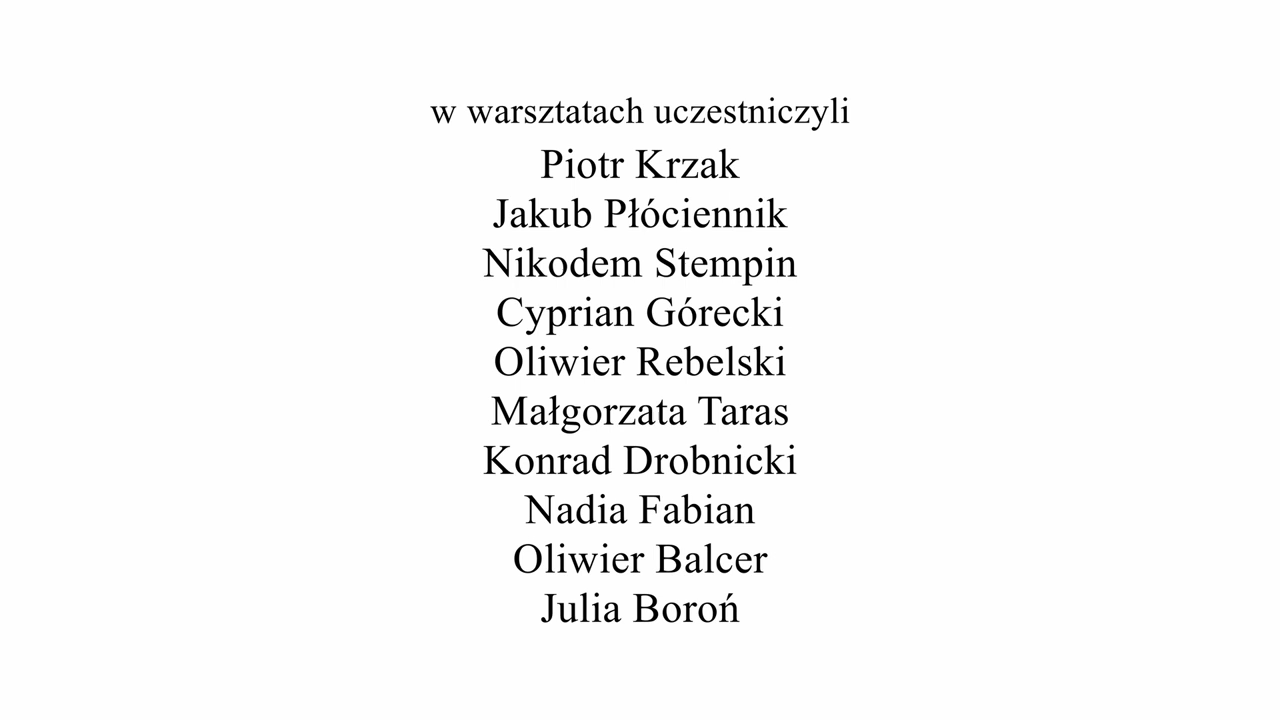 w warsztatach uczestniczyli
Piotr Krzak
Jakub Płóciennik
Nikodem Stempin
Cyprian Górecki
Oliwier Rebelski
Małgorzata Taras
Konrad Drobnicki
Nadia Fabian
Oliwier Balcer
Julia Boroń